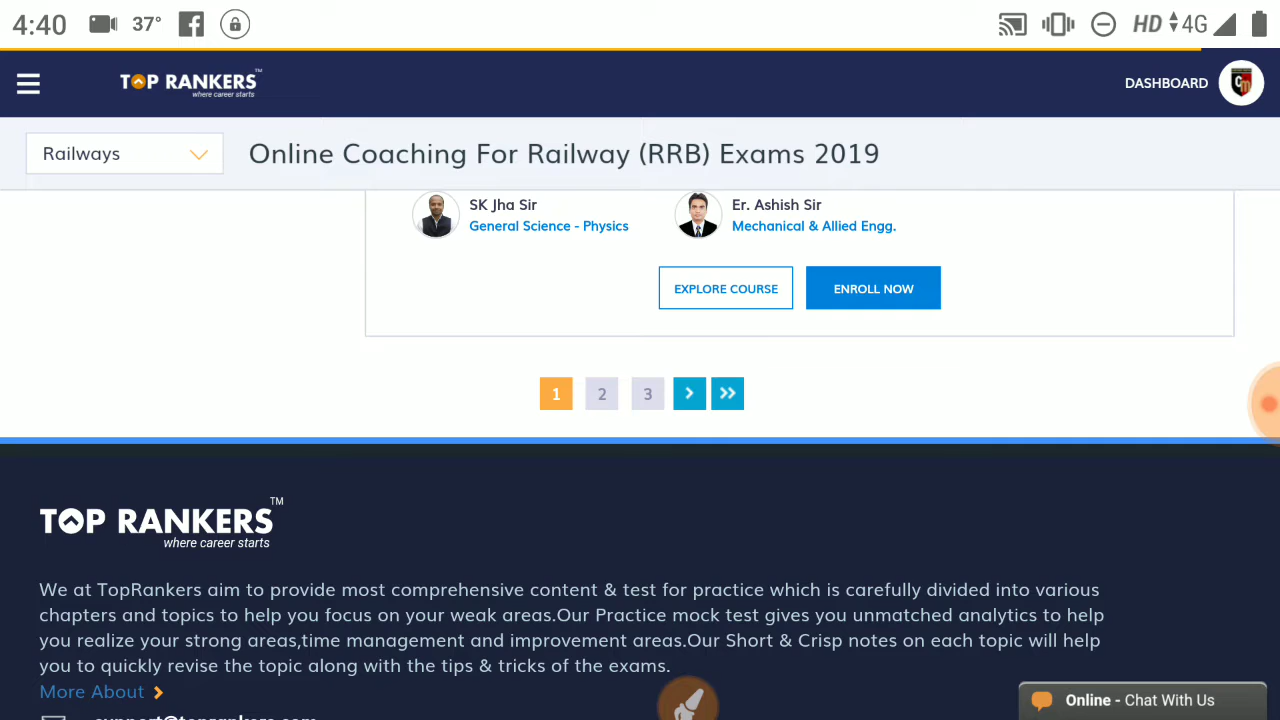 4:40 37° HD 4G
TOP RANKERS TM
where career starts
DASHBOARD
Railways
Online Coaching For Railway (RRB) Exams 2019
SK Jha Sir
General Science - Physics
Er. Ashish Sir
Mechanical & Allied Engg.
EXPLORE COURSE
ENROLL NOW
1 2 3
TOP RANKERS TM
where career starts
We at TopRankers aim to provide most comprehensive content & test for practice which is carefully divided into various
chapters and topics to help you focus on your weak areas.Our Practice mock test gives you unmatched analytics to help
you realize your strong areas,time management and improvement areas.Our Short & Crisp notes on each topic will help
you to quickly revise the topic along with the tips & tricks of the exams.
More About
support@toprankers.com
Online - Chat With Us